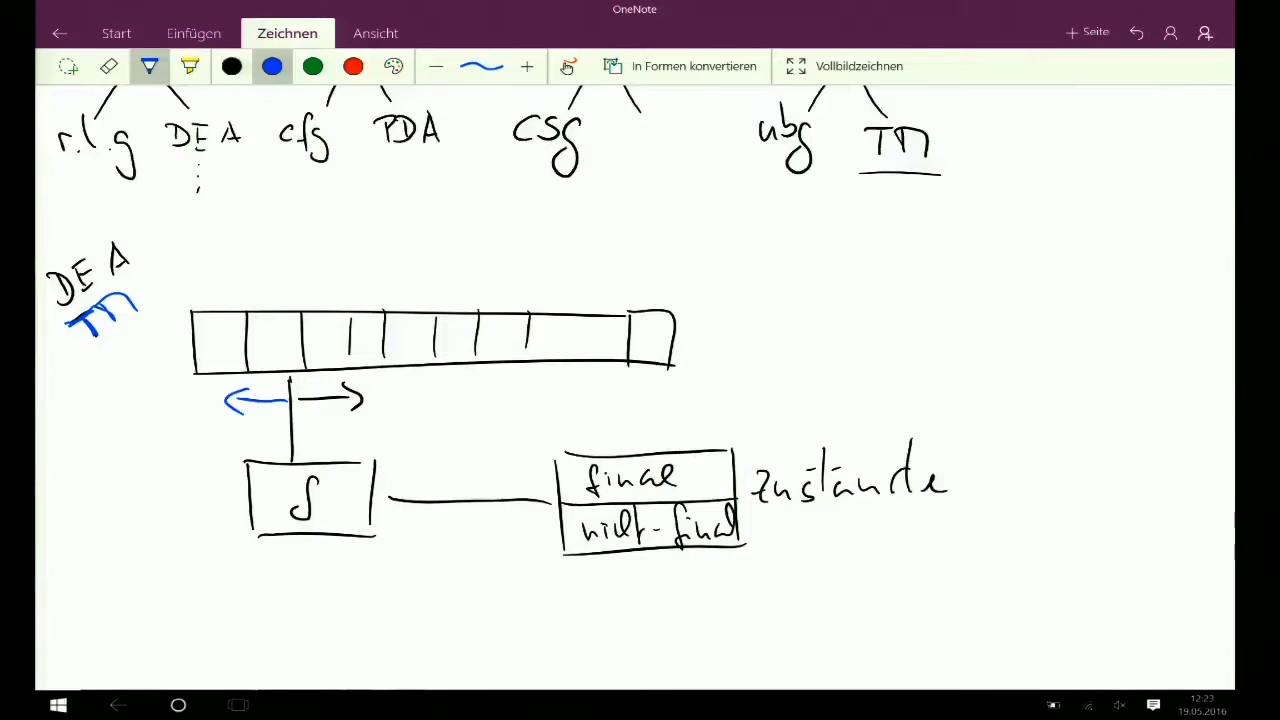 OneNote
Start Einfügen Zeichnen Ansicht Seite
In Formen konvertieren Vollbildzeichnen
r.l.g DEA cfg PDA csg ubg TM
DEA
TM
δ
final
nicht-final
Zustände
12:23
19.05.2016